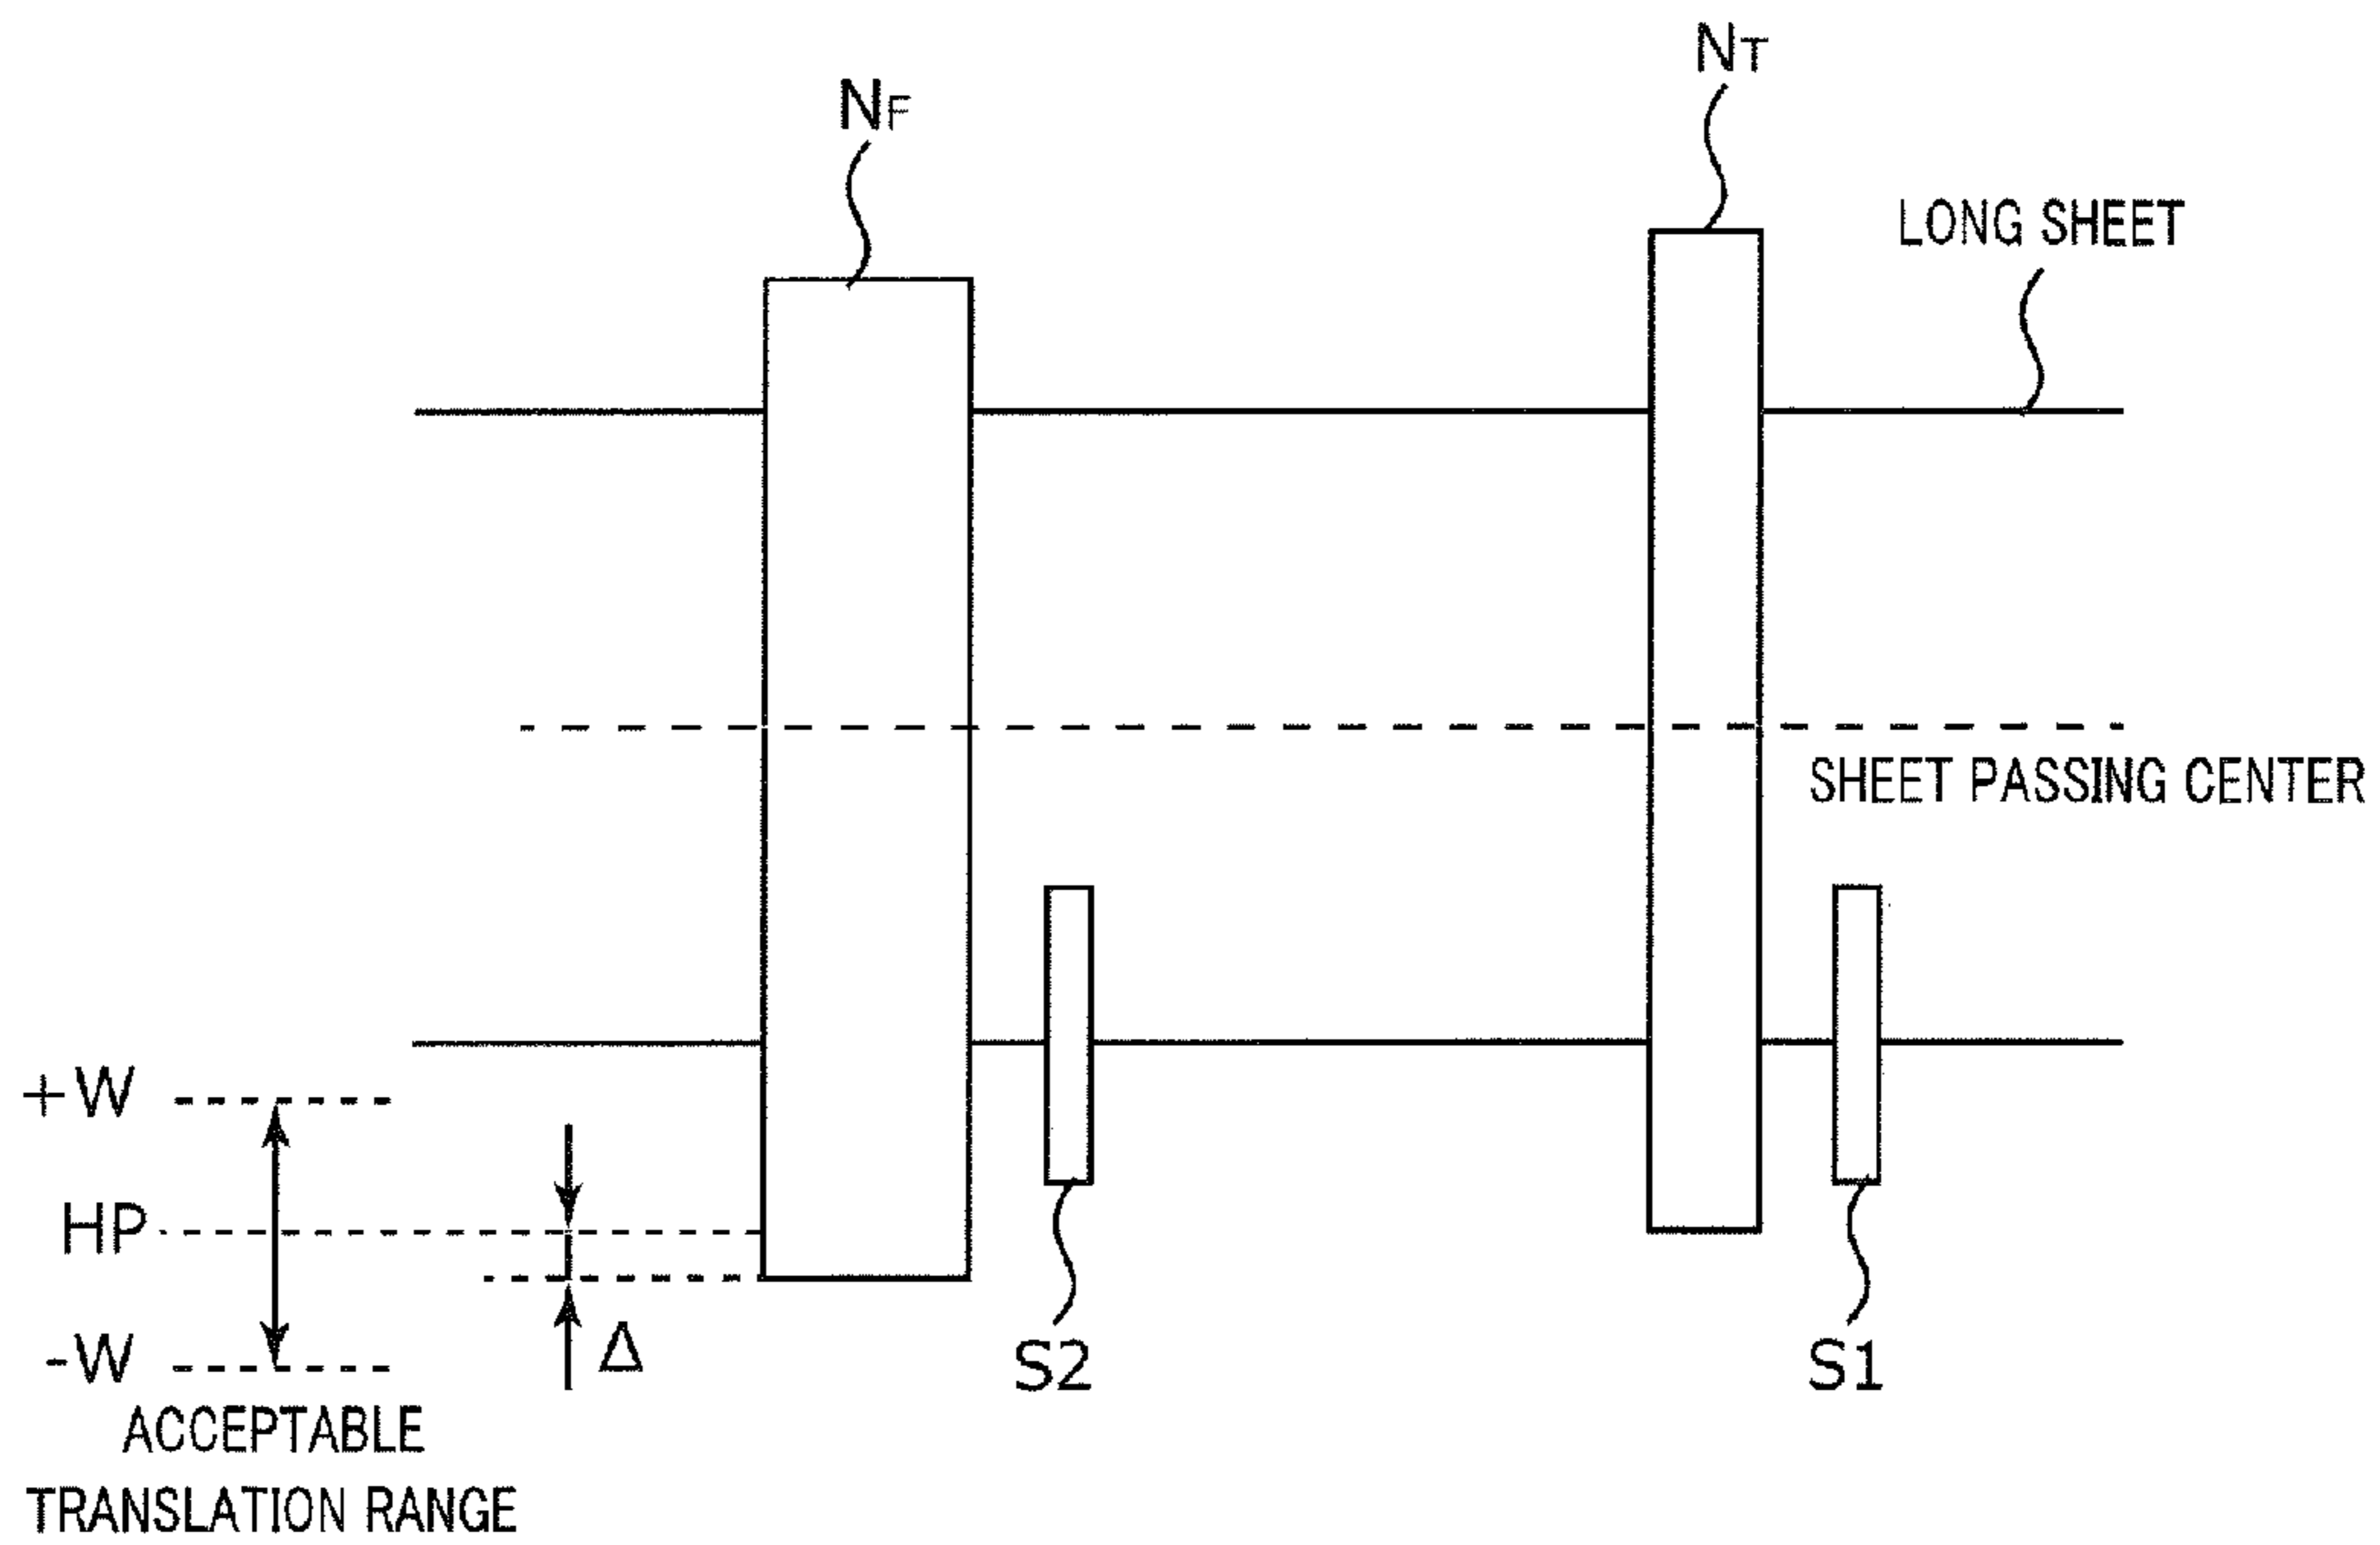 NT
NF
LONG SHEET
SHEET PASSING CENTER
+W
HP
-W
Δ
S2
S1
ACCEPTABLE
TRANSLATION RANGE